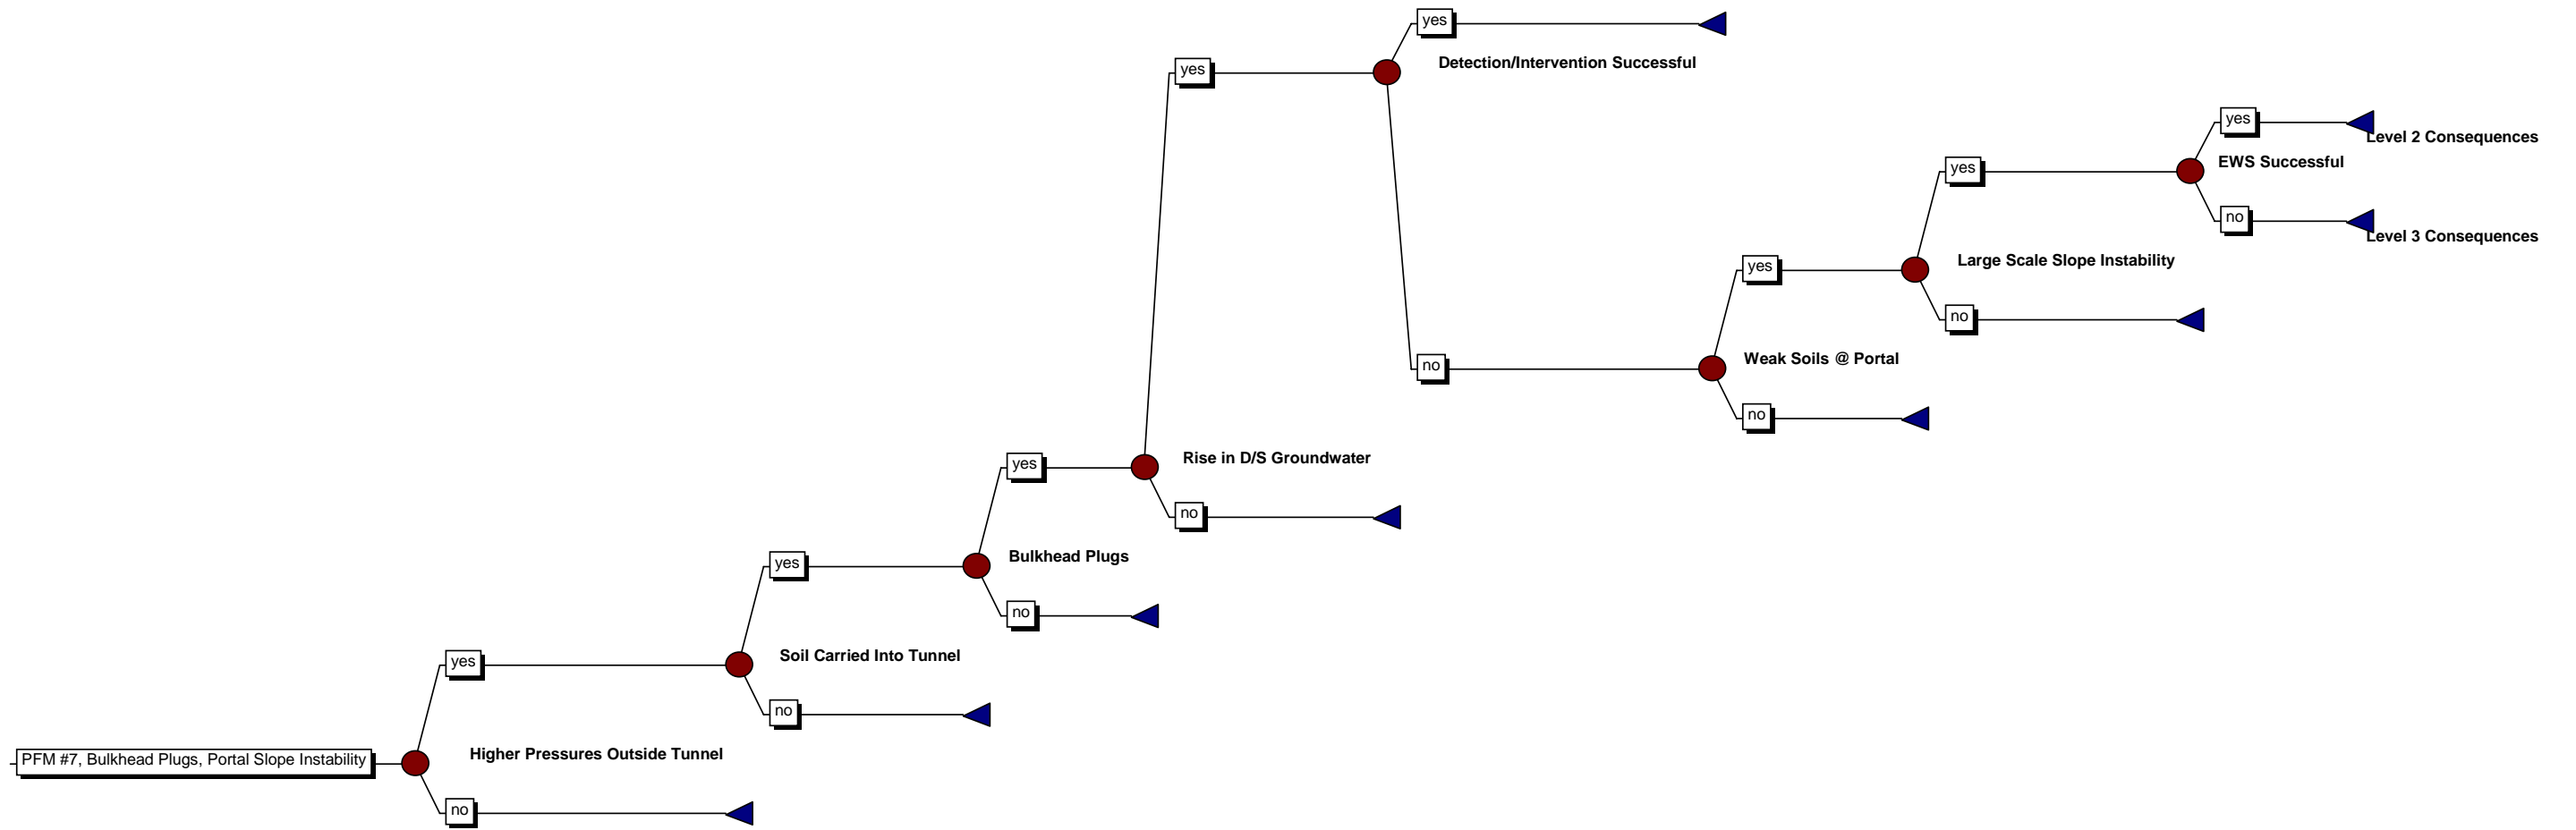 yes
Detection/Intervention Successful
yes
yes
Level 2 Consequences
EWS Successful
yes
no
Level 3 Consequences
Large Scale Slope Instability
yes
no
Weak Soils @ Portal
no
no
Rise in D/S Groundwater
yes
no
Bulkhead Plugs
yes
no
Soil Carried Into Tunnel
yes
no
Higher Pressures Outside Tunnel
PFM #7, Bulkhead Plugs, Portal Slope Instability
no